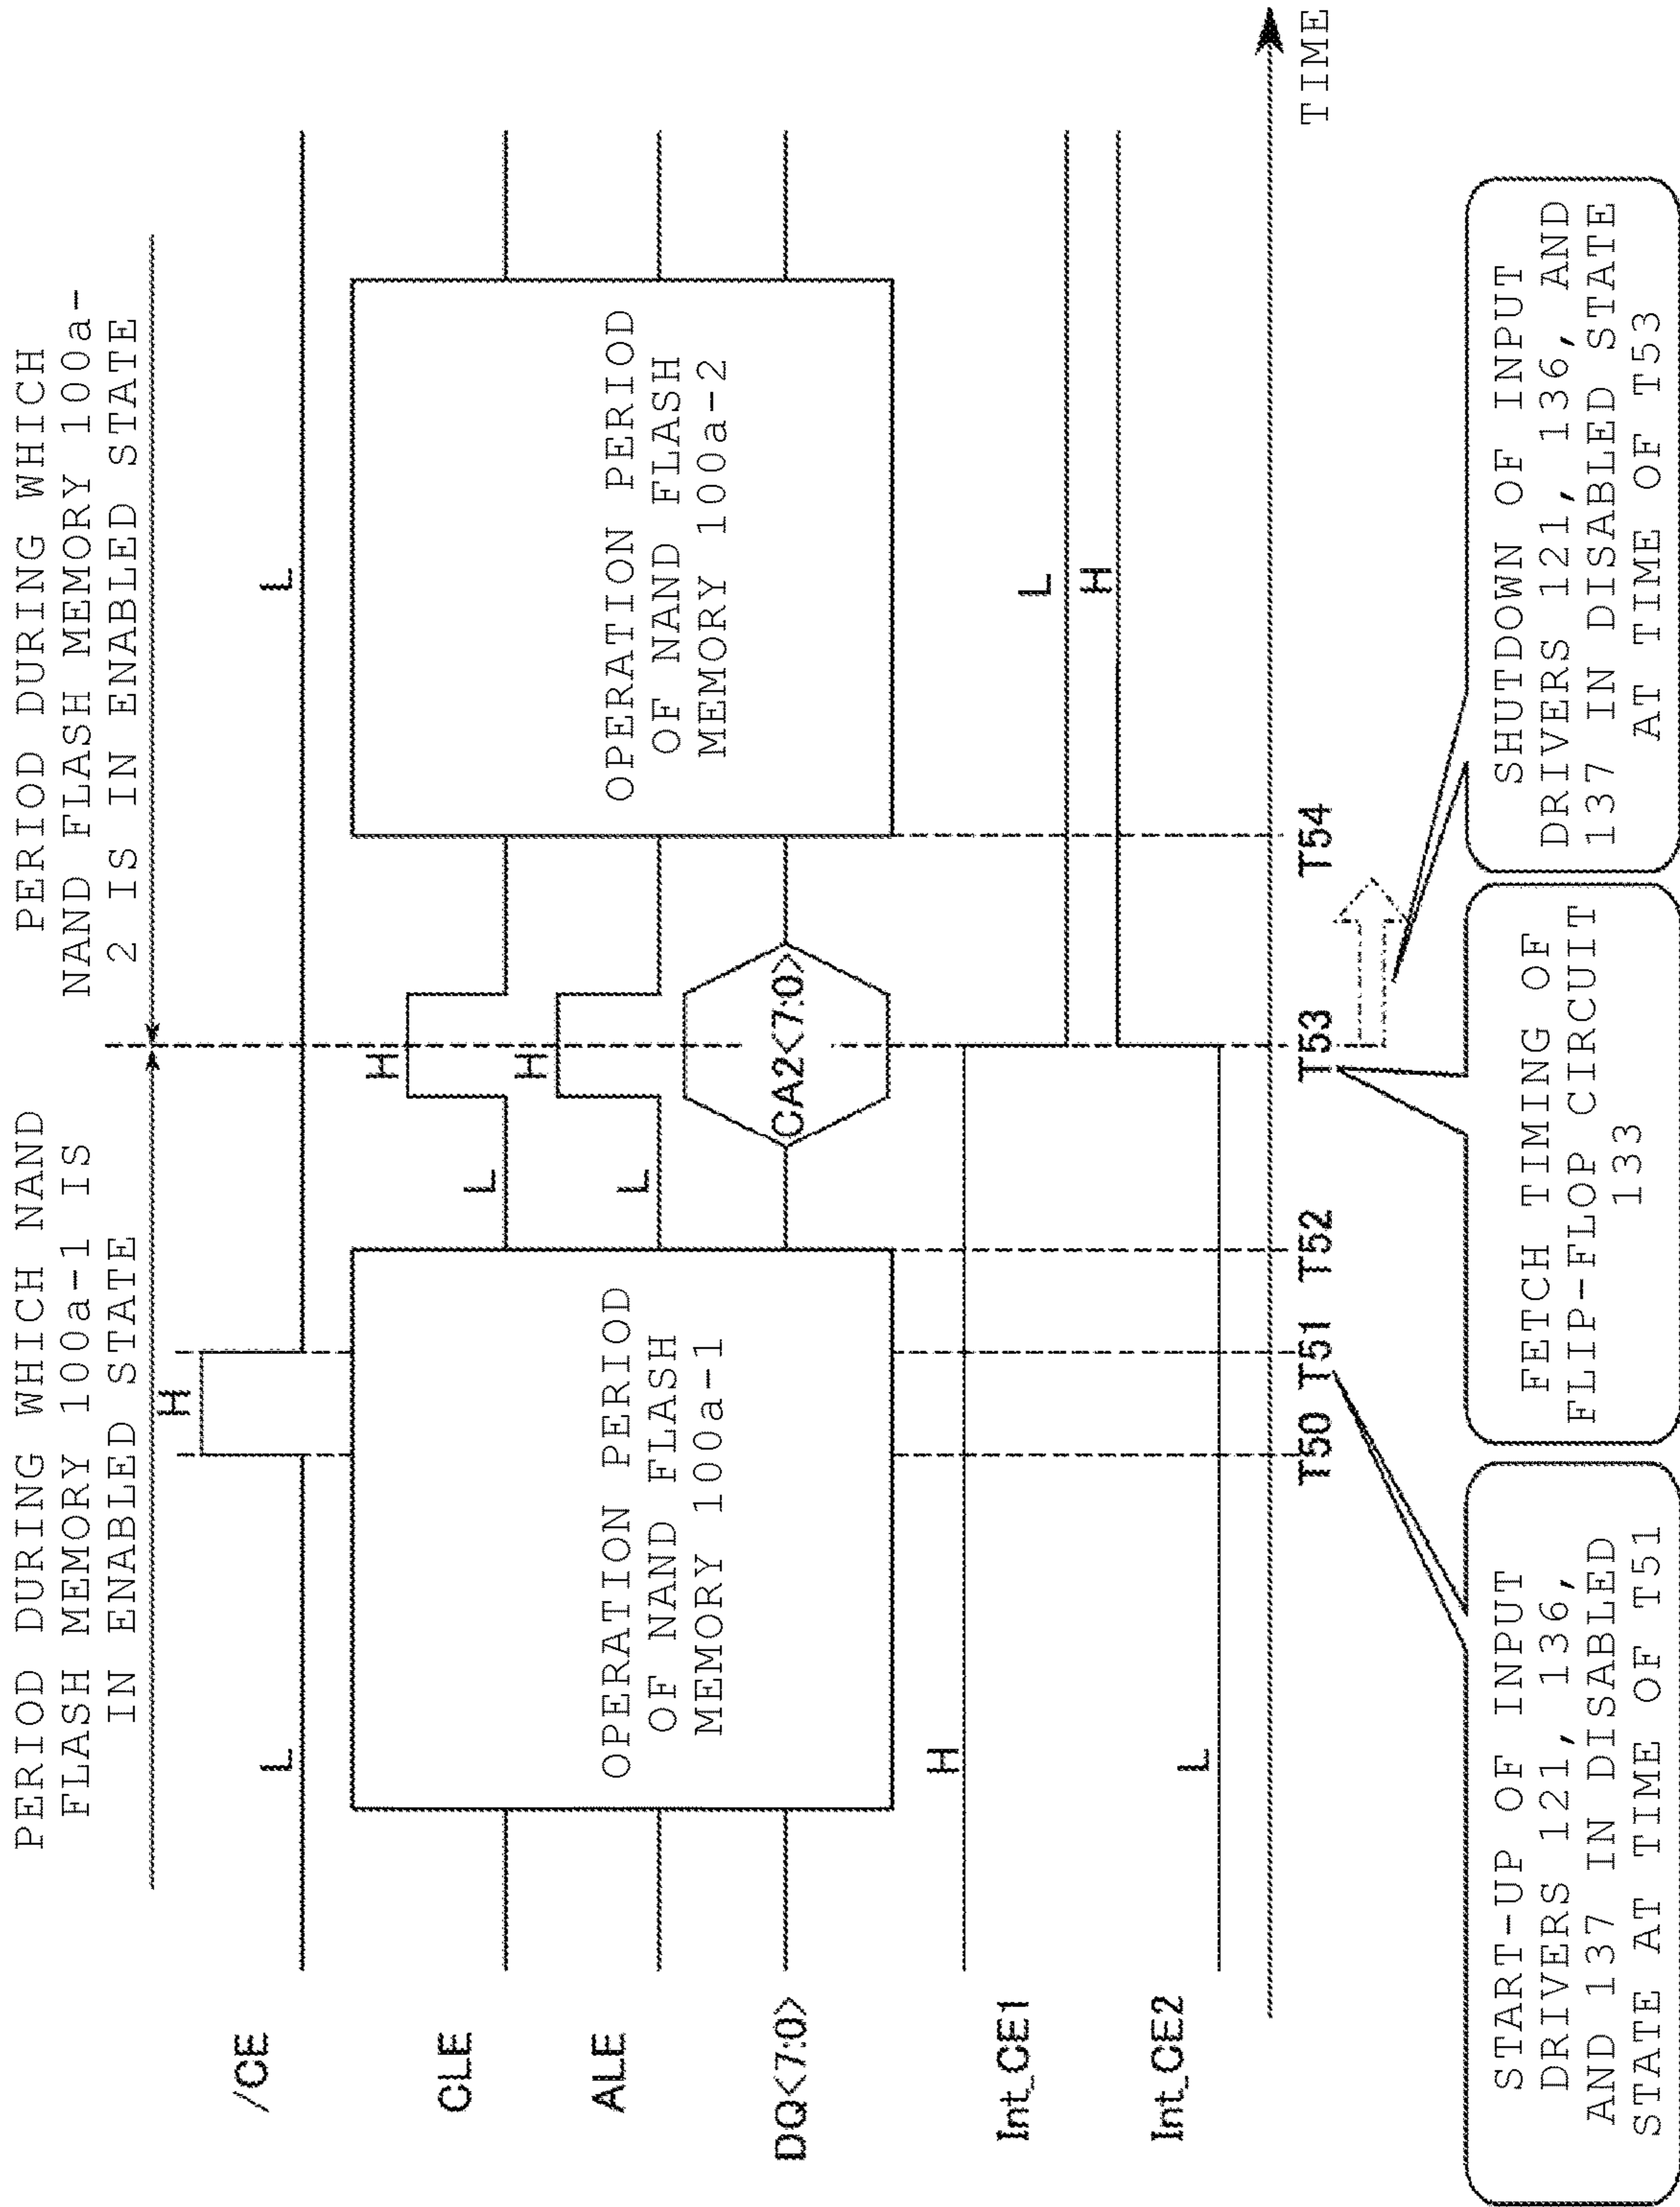 PERIOD DURING WHICH NAND
FLASH MEMORY 100a-1 IS
IN ENABLED STATE
PERIOD DURING WHICH
NAND FLASH MEMORY 100a-
2 IS IN ENABLED STATE
/CE
L
H
L
CLE
L
H
ALE
L
H
DQ<7:0>
CA2<7:0>
OPERATION PERIOD
OF NAND FLASH
MEMORY 100a-1
OPERATION PERIOD
OF NAND FLASH
MEMORY 100a-2
Int_CE1
H
L
Int_CE2
L
H
TIME
T50
T51
T52
T53
T54
START-UP OF INPUT
DRIVERS 121, 136,
AND 137 IN DISABLED
STATE AT TIME OF T51
FETCH TIMING OF
FLIP-FLOP CIRCUIT
133
SHUTDOWN OF INPUT
DRIVERS 121, 136, AND
137 IN DISABLED STATE
AT TIME OF T53